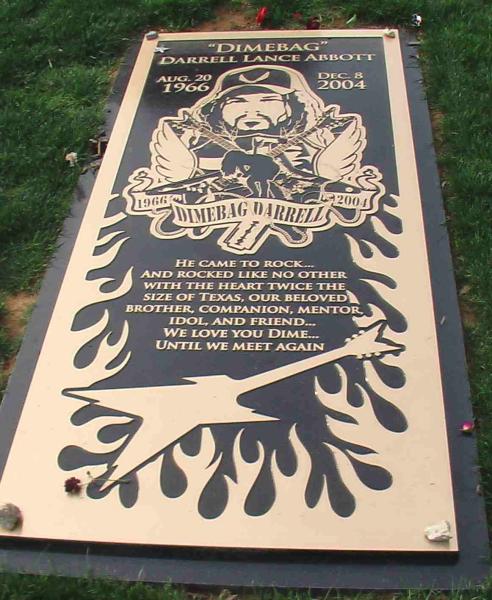 "DIMEBAG"
DARRELL LANCE ABBOTT
AUG. 20 DEC. 8
1966 2004
1966 DIMEBAG DARRELL 2004
HE CAME TO ROCK...
AND ROCKED LIKE NO OTHER
WITH THE HEART TWICE THE
SIZE OF TEXAS, OUR BELOVED
BROTHER, COMPANION, MENTOR,
IDOL, AND FRIEND...
WE LOVE YOU DIME...
UNTIL WE MEET AGAIN